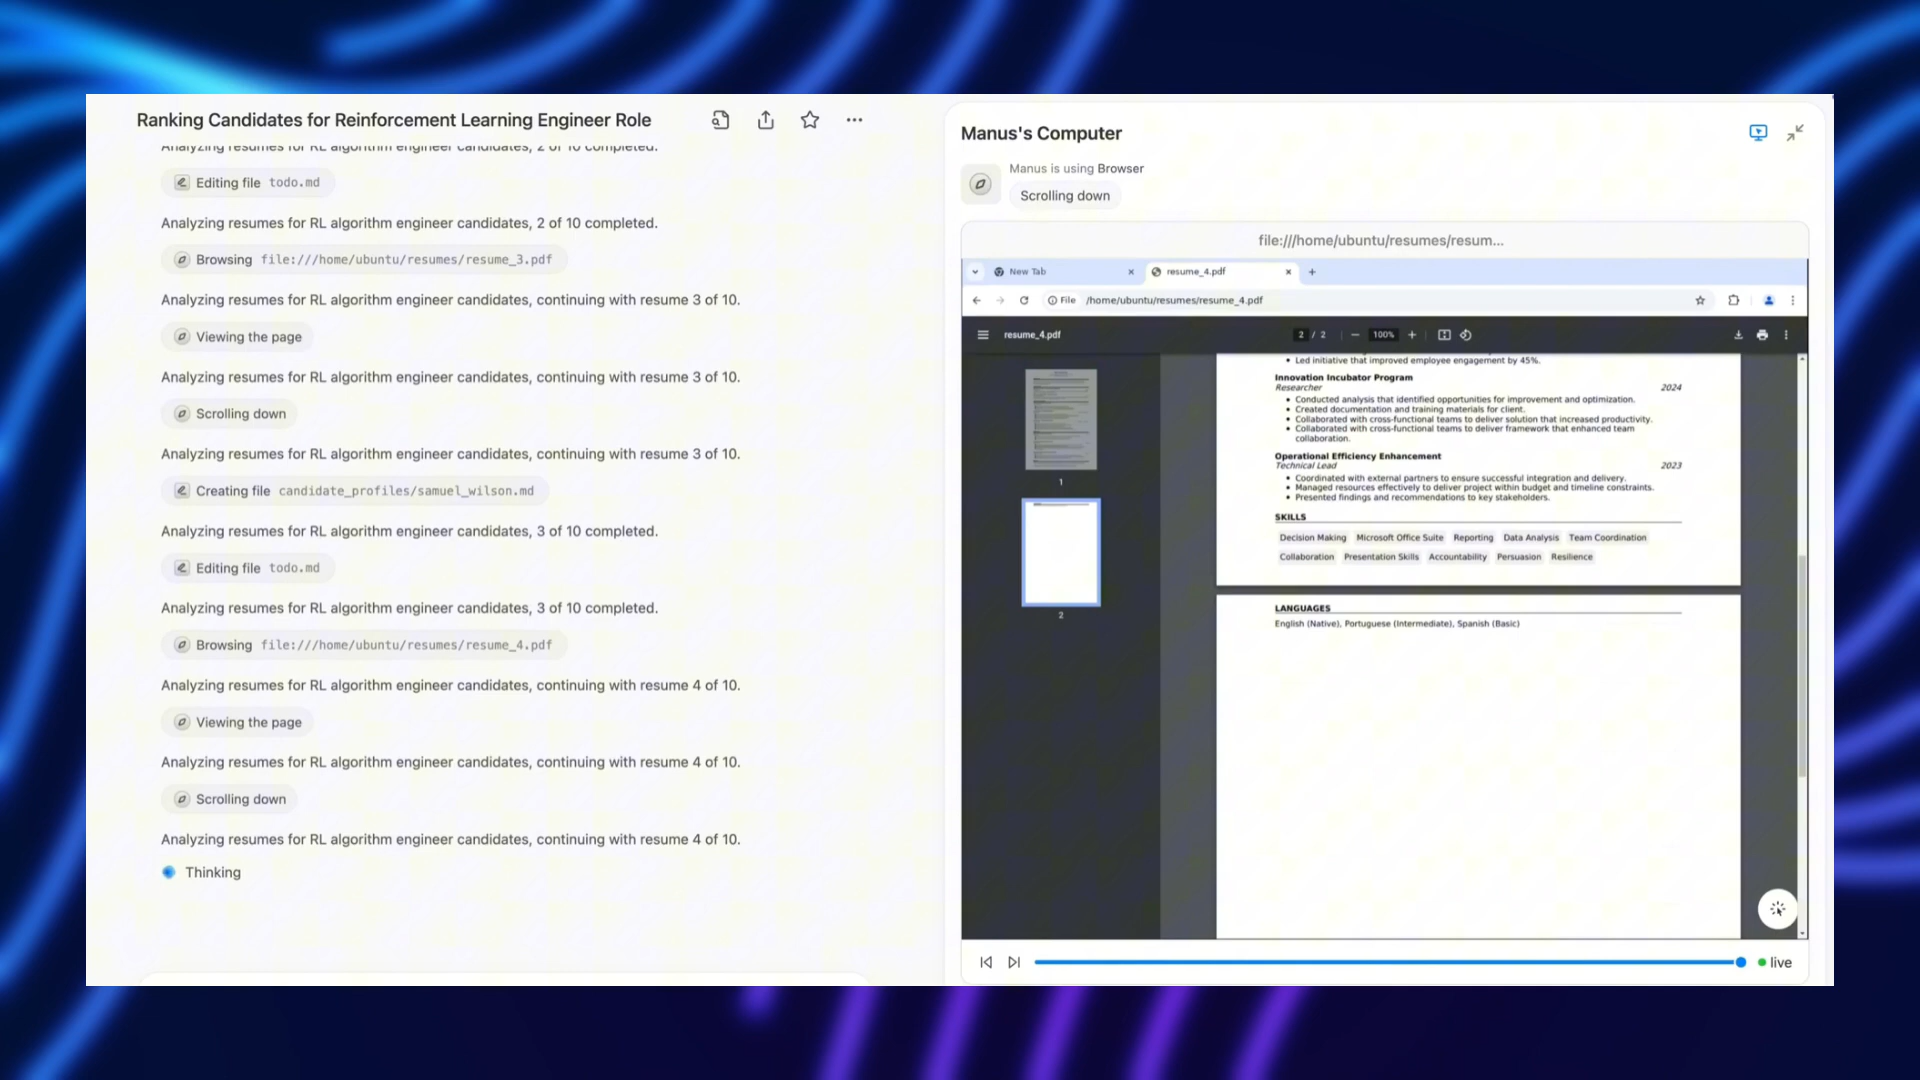 Ranking Candidates for Reinforcement Learning Engineer Role
Analyzing resumes for RL algorithm engineer candidates, 2 of 10 completed.
Editing file todo.md
Analyzing resumes for RL algorithm engineer candidates, 2 of 10 completed.
Browsing file:///home/ubuntu/resumes/resume_3.pdf
Analyzing resumes for RL algorithm engineer candidates, continuing with resume 3 of 10.
Viewing the page
Analyzing resumes for RL algorithm engineer candidates, continuing with resume 3 of 10.
Scrolling down
Analyzing resumes for RL algorithm engineer candidates, continuing with resume 3 of 10.
Creating file candidate_profiles/samuel_wilson.md
Analyzing resumes for RL algorithm engineer candidates, 3 of 10 completed.
Editing file todo.md
Analyzing resumes for RL algorithm engineer candidates, 3 of 10 completed.
Browsing file:///home/ubuntu/resumes/resume_4.pdf
Analyzing resumes for RL algorithm engineer candidates, continuing with resume 4 of 10.
Viewing the page
Analyzing resumes for RL algorithm engineer candidates, continuing with resume 4 of 10.
Scrolling down
Analyzing resumes for RL algorithm engineer candidates, continuing with resume 4 of 10.
Thinking
Manus's Computer
Manus is using Browser
Scrolling down
file:///home/ubuntu/resumes/resum...
New Tab
resume_4.pdf
File /home/ubuntu/resumes/resume_4.pdf
resume_4.pdf
2 / 2
100%
1
2
• Led initiative that improved employee engagement by 45%.
Innovation Incubator Program
Researcher 2024
• Conducted analysis that identified opportunities for improvement and optimization.
• Created documentation and training materials for client.
• Collaborated with cross-functional teams to deliver solution that increased productivity.
• Collaborated with cross-functional teams to deliver framework that enhanced team
collaboration.
Operational Efficiency Enhancement
Technical Lead 2023
• Coordinated with external partners to ensure successful integration and delivery.
• Managed resources effectively to deliver project within budget and timeline constraints.
• Presented findings and recommendations to key stakeholders.
SKILLS
Decision Making Microsoft Office Suite Reporting Data Analysis Team Coordination
Collaboration Presentation Skills Accountability Persuasion Resilience
LANGUAGES
English (Native), Portuguese (Intermediate), Spanish (Basic)
live